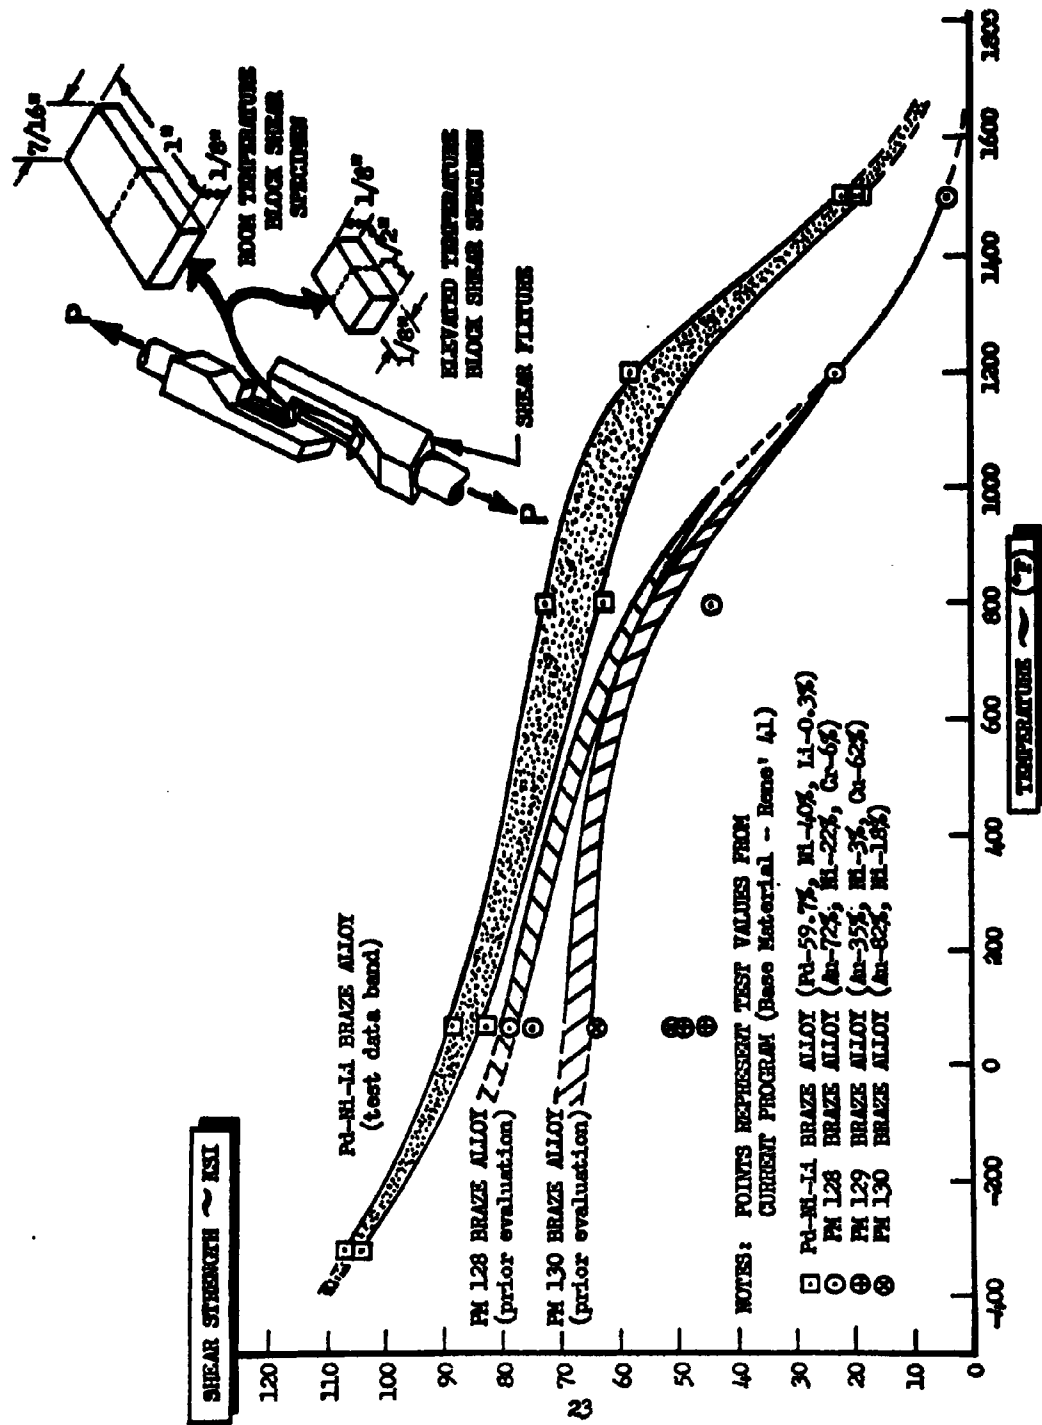 SHEAR STRENGTH ~ KSI
120
110
100
90
80
70
60
50
40
30
20
10
0
23
Pd-Ni-Li BRAZE ALLOY
(test data band)
PM 128 BRAZE ALLOY
(prior evaluation)
PM 130 BRAZE ALLOY
(prior evaluation)
P
P
7/16"
1"
1/8"
ROOM TEMPERATURE
BLOCK SHEAR
SPECIMEN
1/8"
1/2"
1/8"
ELEVATED TEMPERATURE
BLOCK SHEAR SPECIMEN
SHEAR FIXTURE
NOTES: POINTS REPRESENT TEST VALUES FROM
CURRENT PROGRAM (Base Material - Rene' 41)
Pd-Ni-Li BRAZE ALLOY (Pd-59.7%, Ni-40%, Li-0.3%)
PM 128 BRAZE ALLOY (Au-72%, Ni-22%, Cr-6%)
PM 129 BRAZE ALLOY (Au-35%, Ni-3%, Cu-62%)
PM 130 BRAZE ALLOY (Au-82%, Ni-18%)
-400 -200 0 200 400 600 800 1000 1200 1400 1600 1800
TEMPERATURE ~ (°F)